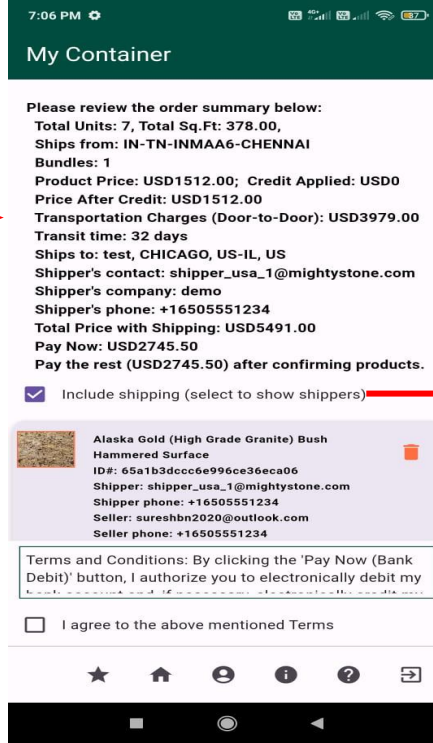 7:06 PM
4G+
87
My Container
Please review the order summary below:
Total Units: 7, Total Sq.Ft: 378.00,
Ships from: IN-TN-INMAA6-CHENNAI
Bundles: 1
Product Price: USD1512.00; Credit Applied: USD0
Price After Credit: USD1512.00
Transportation Charges (Door-to-Door): USD3979.00
Transit time: 32 days
Ships to: test, CHICAGO, US-IL, US
Shipper's contact: shipper_usa_1@mightystone.com
Shipper's company: demo
Shipper's phone: +16505551234
Total Price with Shipping: USD5491.00
Pay Now: USD2745.50
Pay the rest (USD2745.50) after confirming products.
Include shipping (select to show shippers)
Alaska Gold (High Grade Granite) Bush
Hammered Surface
ID#: 65a1b3dccc6e996ce36eca06
Shipper: shipper_usa_1@mightystone.com
Shipper phone: +16505551234
Seller: sureshbn2020@outlook.com
Seller phone: +16505551234
Terms and Conditions: By clicking the 'Pay Now (Bank
Debit)' button, I authorize you to electronically debit my
I agree to the above mentioned Terms